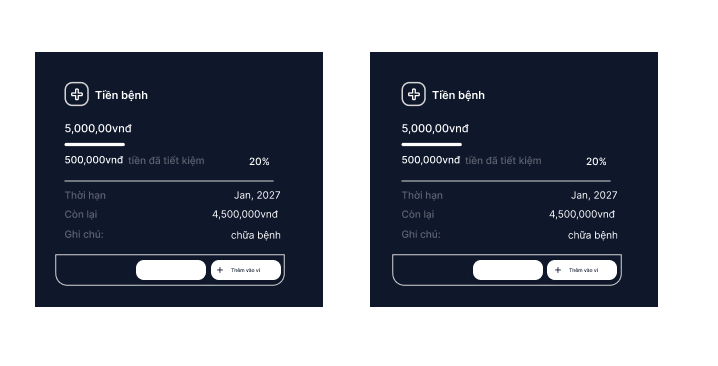 Tiền bệnh
5,000,00vnđ
500,000vnđ tiền đã tiết kiệm 20%
Thời hạn Jan, 2027
Còn lại 4,500,000vnđ
Ghi chú: chữa bệnh
+ Thêm vào ví
Tiền bệnh
5,000,00vnđ
500,000vnđ tiền đã tiết kiệm 20%
Thời hạn Jan, 2027
Còn lại 4,500,000vnđ
Ghi chú: chữa bệnh
+ Thêm vào ví